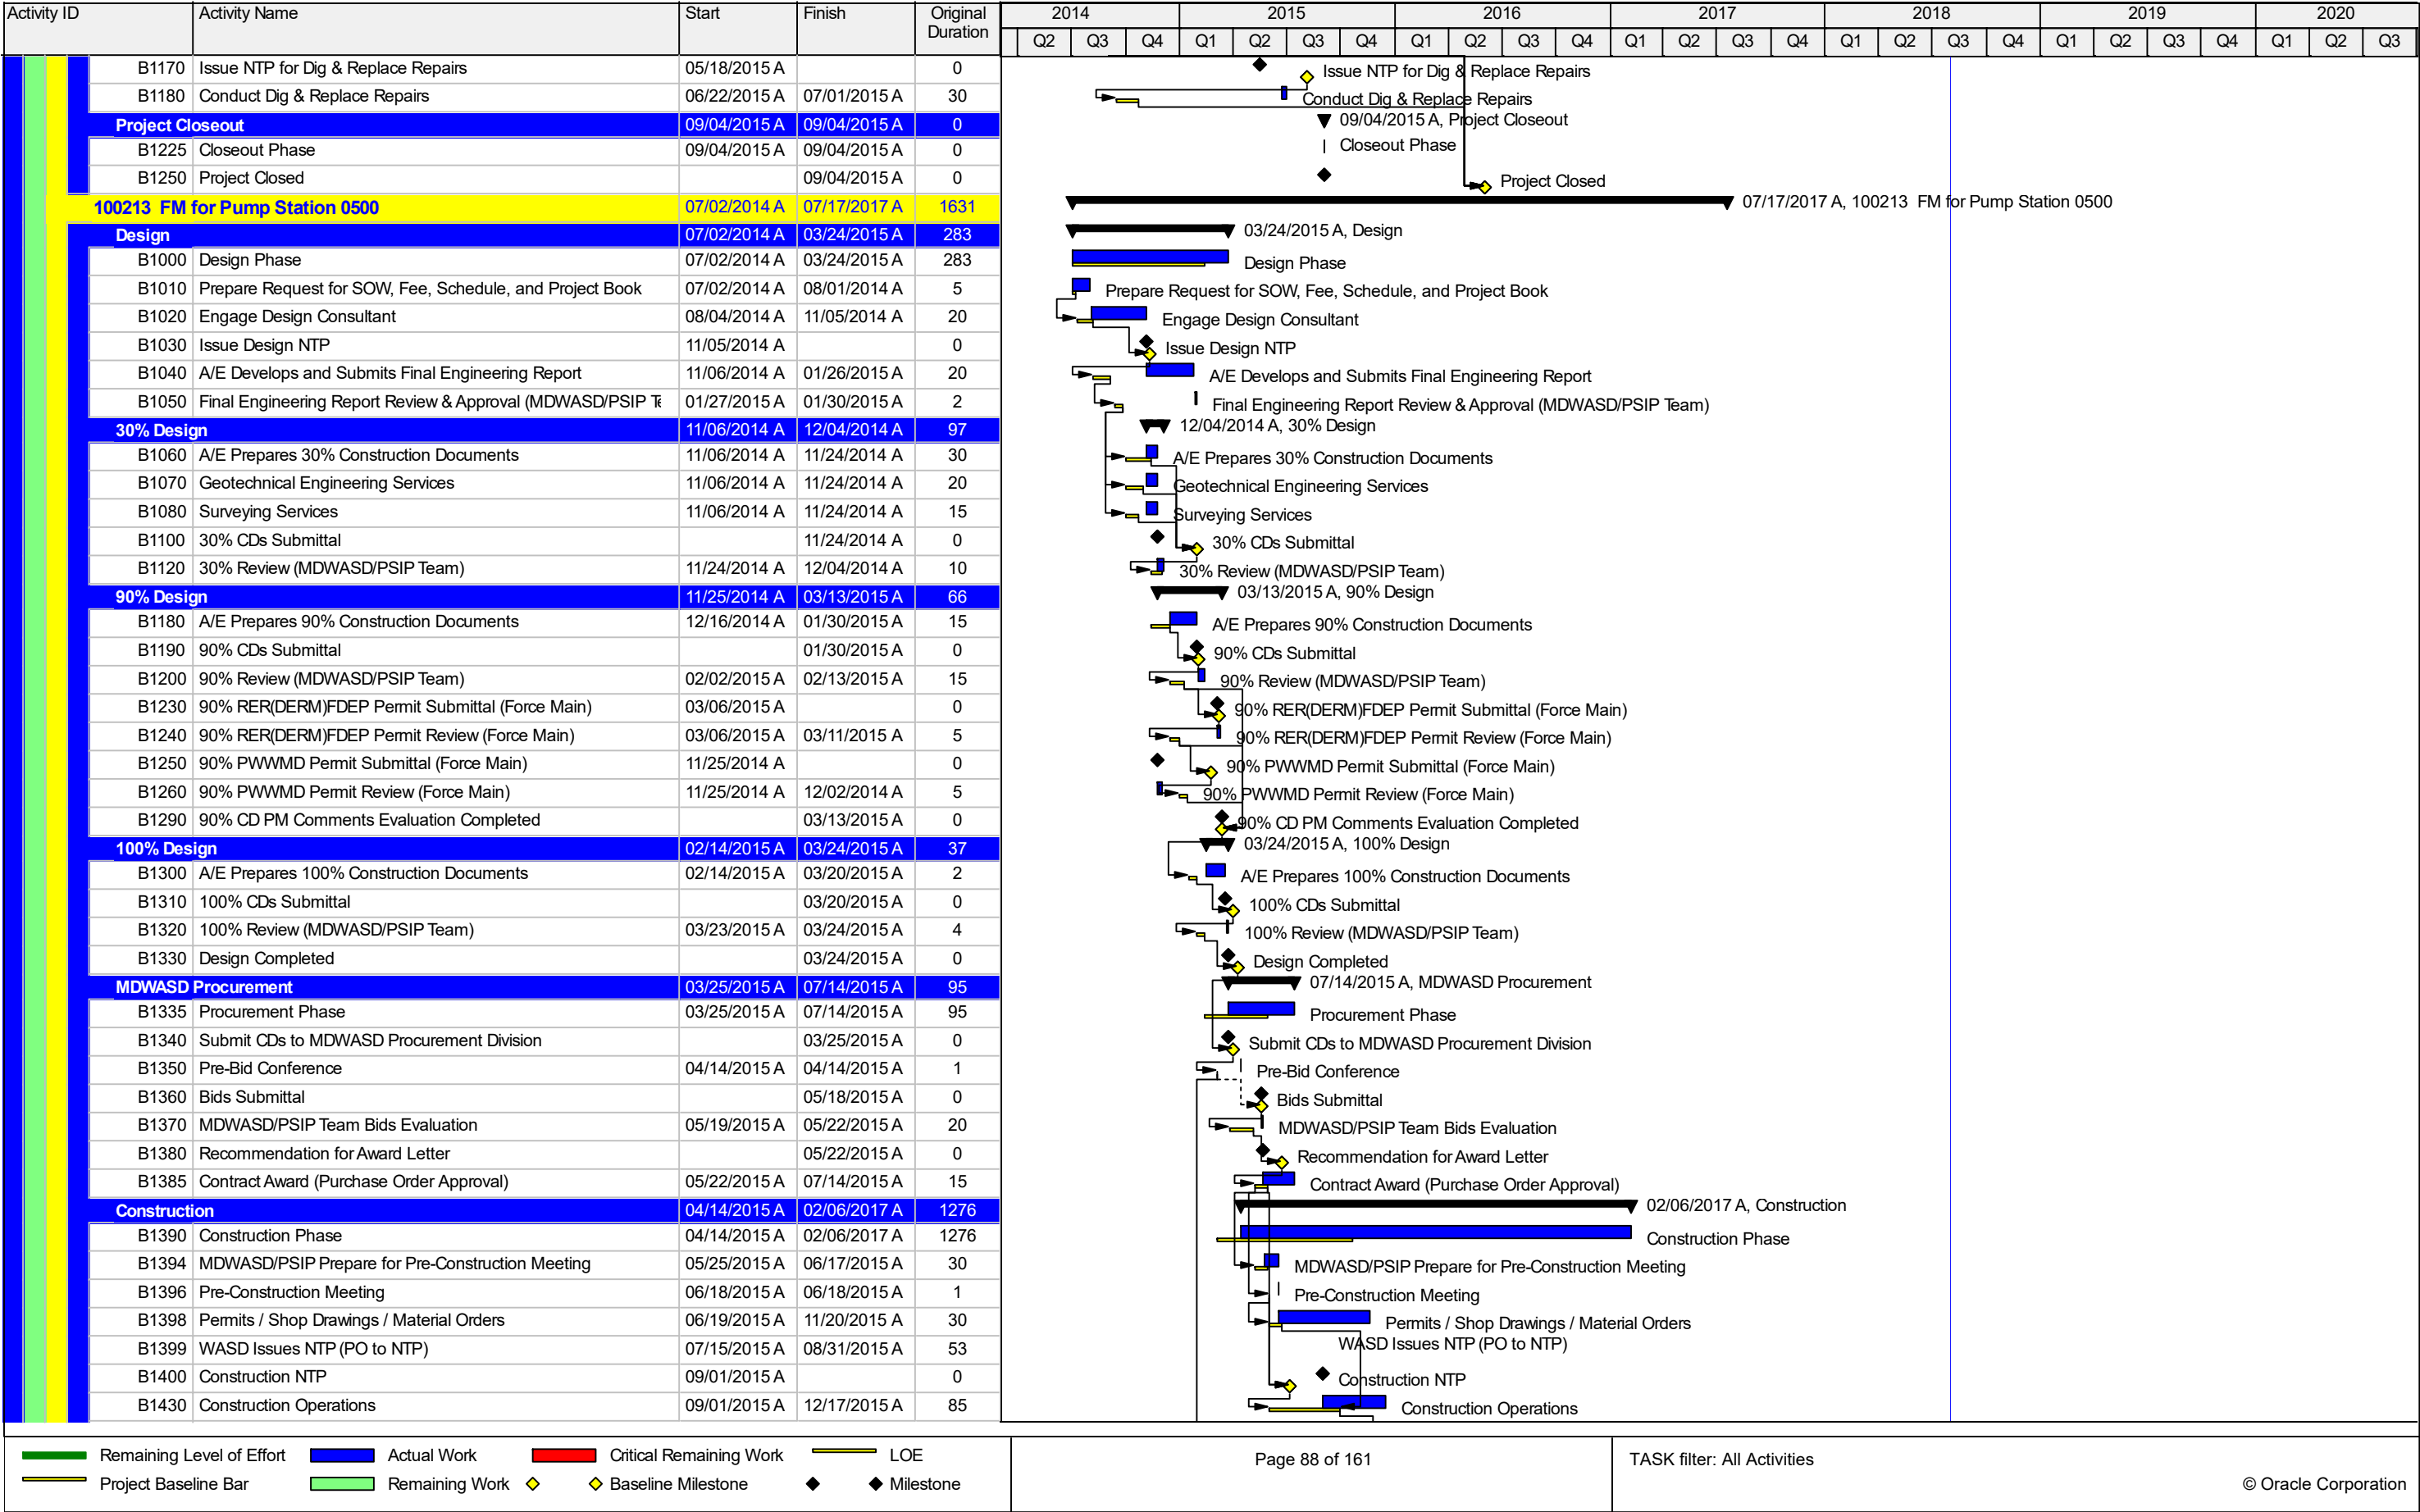 Activity ID Activity Name Start Finish Original Duration 2014 2015 2016 2017 2018 2019 2020
Q2 Q3 Q4 Q1 Q2 Q3 Q4 Q1 Q2 Q3 Q4 Q1 Q2 Q3 Q4 Q1 Q2 Q3 Q4 Q1 Q2 Q3 Q4 Q1 Q2 Q3
B1170 Issue NTP for Dig & Replace Repairs 05/18/2015 A 0 Issue NTP for Dig & Replace Repairs
B1180 Conduct Dig & Replace Repairs 06/22/2015 A 07/01/2015 A 30 Conduct Dig & Replace Repairs
Project Closeout 09/04/2015 A 09/04/2015 A 0 09/04/2015 A, Project Closeout
B1225 Closeout Phase 09/04/2015 A 09/04/2015 A 0 Closeout Phase
B1250 Project Closed 09/04/2015 A 0 Project Closed
100213 FM for Pump Station 0500 07/02/2014 A 07/17/2017 A 1631 07/17/2017 A, 100213 FM for Pump Station 0500
Design 07/02/2014 A 03/24/2015 A 283 03/24/2015 A, Design
B1000 Design Phase 07/02/2014 A 03/24/2015 A 283 Design Phase
B1010 Prepare Request for SOW, Fee, Schedule, and Project Book 07/02/2014 A 08/01/2014 A 5 Prepare Request for SOW, Fee, Schedule, and Project Book
B1020 Engage Design Consultant 08/04/2014 A 11/05/2014 A 20 Engage Design Consultant
B1030 Issue Design NTP 11/05/2014 A 0 Issue Design NTP
B1040 A/E Develops and Submits Final Engineering Report 11/06/2014 A 01/26/2015 A 20 A/E Develops and Submits Final Engineering Report
B1050 Final Engineering Report Review & Approval (MDWASD/PSIP Te 01/27/2015 A 01/30/2015 A 2 Final Engineering Report Review & Approval (MDWASD/PSIP Team)
30% Design 11/06/2014 A 12/04/2014 A 97 12/04/2014 A, 30% Design
B1060 A/E Prepares 30% Construction Documents 11/06/2014 A 11/24/2014 A 30 A/E Prepares 30% Construction Documents
B1070 Geotechnical Engineering Services 11/06/2014 A 11/24/2014 A 20 Geotechnical Engineering Services
B1080 Surveying Services 11/06/2014 A 11/24/2014 A 15 Surveying Services
B1100 30% CDs Submittal 11/24/2014 A 0 30% CDs Submittal
B1120 30% Review (MDWASD/PSIP Team) 11/24/2014 A 12/04/2014 A 10 30% Review (MDWASD/PSIP Team)
90% Design 11/25/2014 A 03/13/2015 A 66 03/13/2015 A, 90% Design
B1180 A/E Prepares 90% Construction Documents 12/16/2014 A 01/30/2015 A 15 A/E Prepares 90% Construction Documents
B1190 90% CDs Submittal 01/30/2015 A 0 90% CDs Submittal
B1200 90% Review (MDWASD/PSIP Team) 02/02/2015 A 02/13/2015 A 15 90% Review (MDWASD/PSIP Team)
B1230 90% RER(DERM)FDEP Permit Submittal (Force Main) 03/06/2015 A 0 90% RER(DERM)FDEP Permit Submittal (Force Main)
B1240 90% RER(DERM)FDEP Permit Review (Force Main) 03/06/2015 A 03/11/2015 A 5 90% RER(DERM)FDEP Permit Review (Force Main)
B1250 90% PWWMD Permit Submittal (Force Main) 11/25/2014 A 0 90% PWWMD Permit Submittal (Force Main)
B1260 90% PWWMD Permit Review (Force Main) 11/25/2014 A 12/02/2014 A 5 90% PWWMD Permit Review (Force Main)
B1290 90% CD PM Comments Evaluation Completed 03/13/2015 A 0 90% CD PM Comments Evaluation Completed
100% Design 02/14/2015 A 03/24/2015 A 37 03/24/2015 A, 100% Design
B1300 A/E Prepares 100% Construction Documents 02/14/2015 A 03/20/2015 A 2 A/E Prepares 100% Construction Documents
B1310 100% CDs Submittal 03/20/2015 A 0 100% CDs Submittal
B1320 100% Review (MDWASD/PSIP Team) 03/23/2015 A 03/24/2015 A 4 100% Review (MDWASD/PSIP Team)
B1330 Design Completed 03/24/2015 A 0 Design Completed
MDWASD Procurement 03/25/2015 A 07/14/2015 A 95 07/14/2015 A, MDWASD Procurement
B1335 Procurement Phase 03/25/2015 A 07/14/2015 A 95 Procurement Phase
B1340 Submit CDs to MDWASD Procurement Division 03/25/2015 A 0 Submit CDs to MDWASD Procurement Division
B1350 Pre-Bid Conference 04/14/2015 A 04/14/2015 A 1 Pre-Bid Conference
B1360 Bids Submittal 05/18/2015 A 0 Bids Submittal
B1370 MDWASD/PSIP Team Bids Evaluation 05/19/2015 A 05/22/2015 A 20 MDWASD/PSIP Team Bids Evaluation
B1380 Recommendation for Award Letter 05/22/2015 A 0 Recommendation for Award Letter
B1385 Contract Award (Purchase Order Approval) 05/22/2015 A 07/14/2015 A 15 Contract Award (Purchase Order Approval)
Construction 04/14/2015 A 02/06/2017 A 1276 02/06/2017 A, Construction
B1390 Construction Phase 04/14/2015 A 02/06/2017 A 1276 Construction Phase
B1394 MDWASD/PSIP Prepare for Pre-Construction Meeting 05/25/2015 A 06/17/2015 A 30 MDWASD/PSIP Prepare for Pre-Construction Meeting
B1396 Pre-Construction Meeting 06/18/2015 A 06/18/2015 A 1 Pre-Construction Meeting
B1398 Permits / Shop Drawings / Material Orders 06/19/2015 A 11/20/2015 A 30 Permits / Shop Drawings / Material Orders
B1399 WASD Issues NTP (PO to NTP) 07/15/2015 A 08/31/2015 A 53 WASD Issues NTP (PO to NTP)
B1400 Construction NTP 09/01/2015 A 0 Construction NTP
B1430 Construction Operations 09/01/2015 A 12/17/2015 A 85 Construction Operations
Remaining Level of Effort Actual Work Critical Remaining Work LOE Page 88 of 161 TASK filter: All Activities
Project Baseline Bar Remaining Work Baseline Milestone Milestone © Oracle Corporation